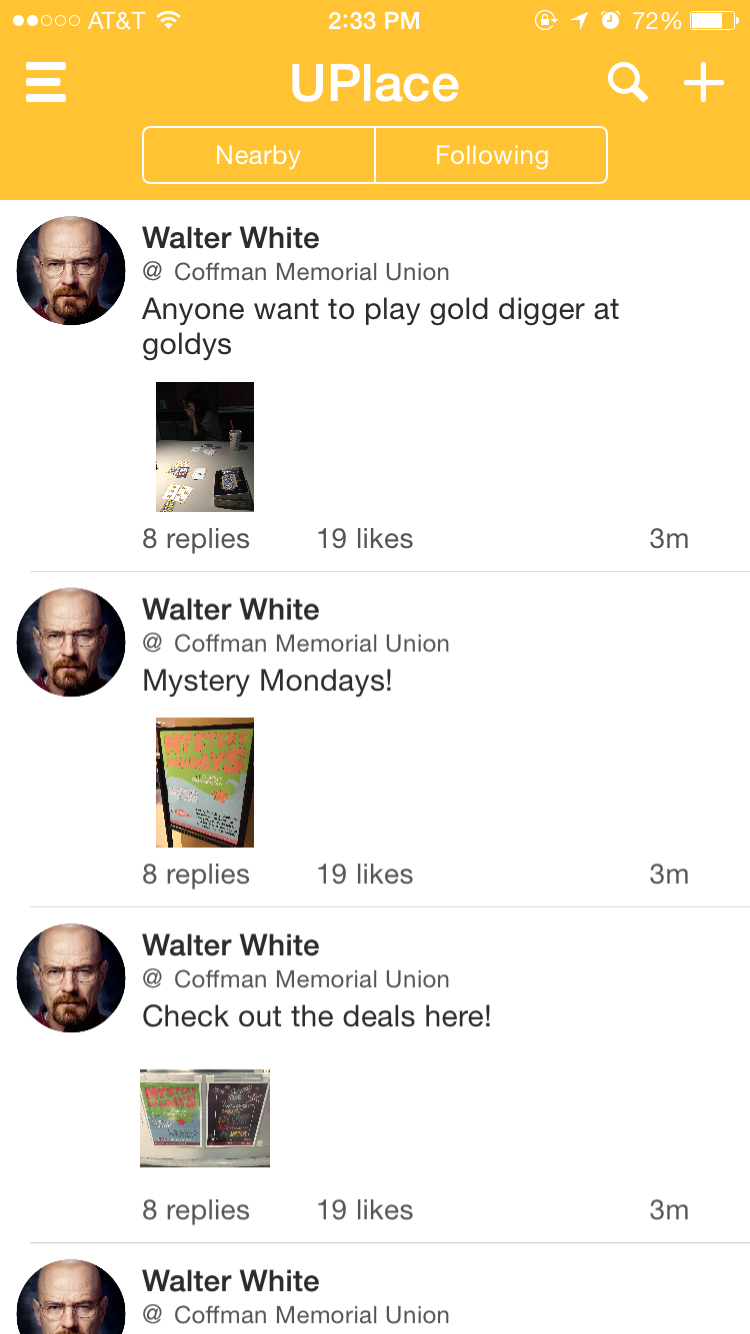 AT&T 2:33 PM 72%
UPlace
Nearby Following
Walter White
@ Coffman Memorial Union
Anyone want to play gold digger at
goldys
8 replies 19 likes 3m
Walter White
@ Coffman Memorial Union
Mystery Mondays!
MYSTERY
MONDAYS
8 replies 19 likes 3m
Walter White
@ Coffman Memorial Union
Check out the deals here!
MYSTERY
MONDAYS
8 replies 19 likes 3m
Walter White
@ Coffman Memorial Union